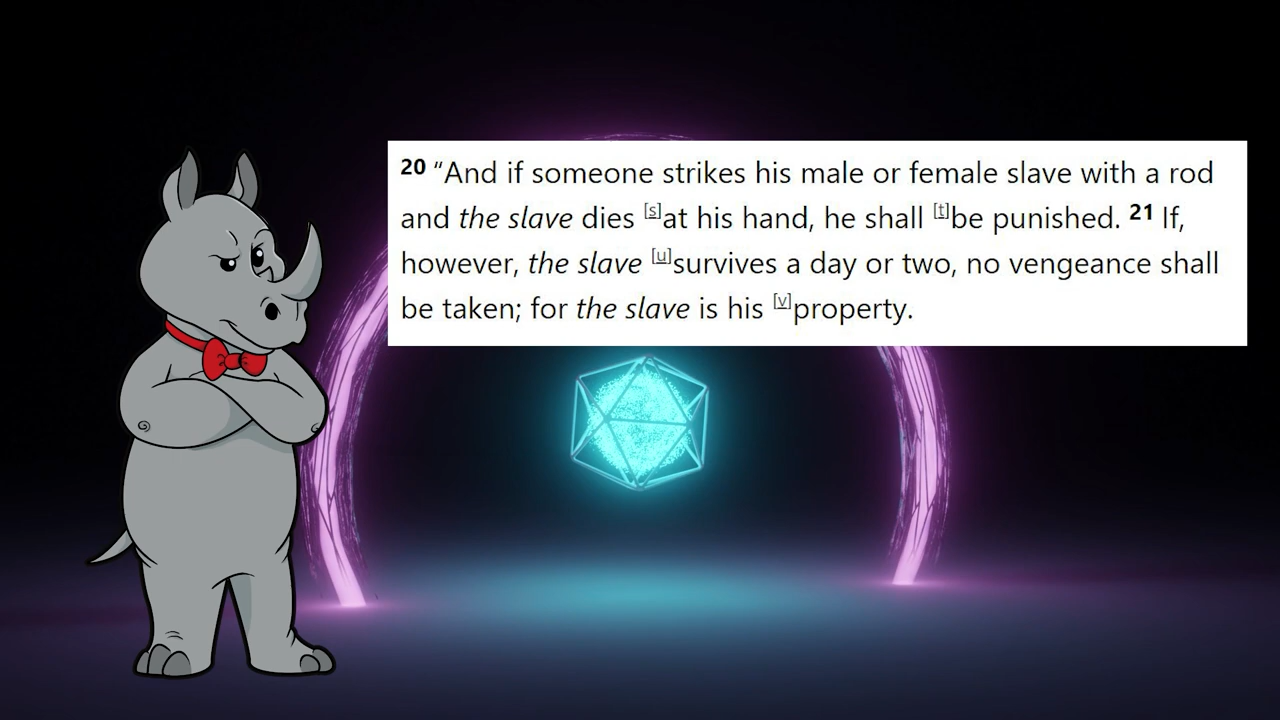 20 “And if someone strikes his male or female slave with a rod
and the slave dies [s]at his hand, he shall [t]be punished. 21 If,
however, the slave [u]survives a day or two, no vengeance shall
be taken; for the slave is his [v]property.